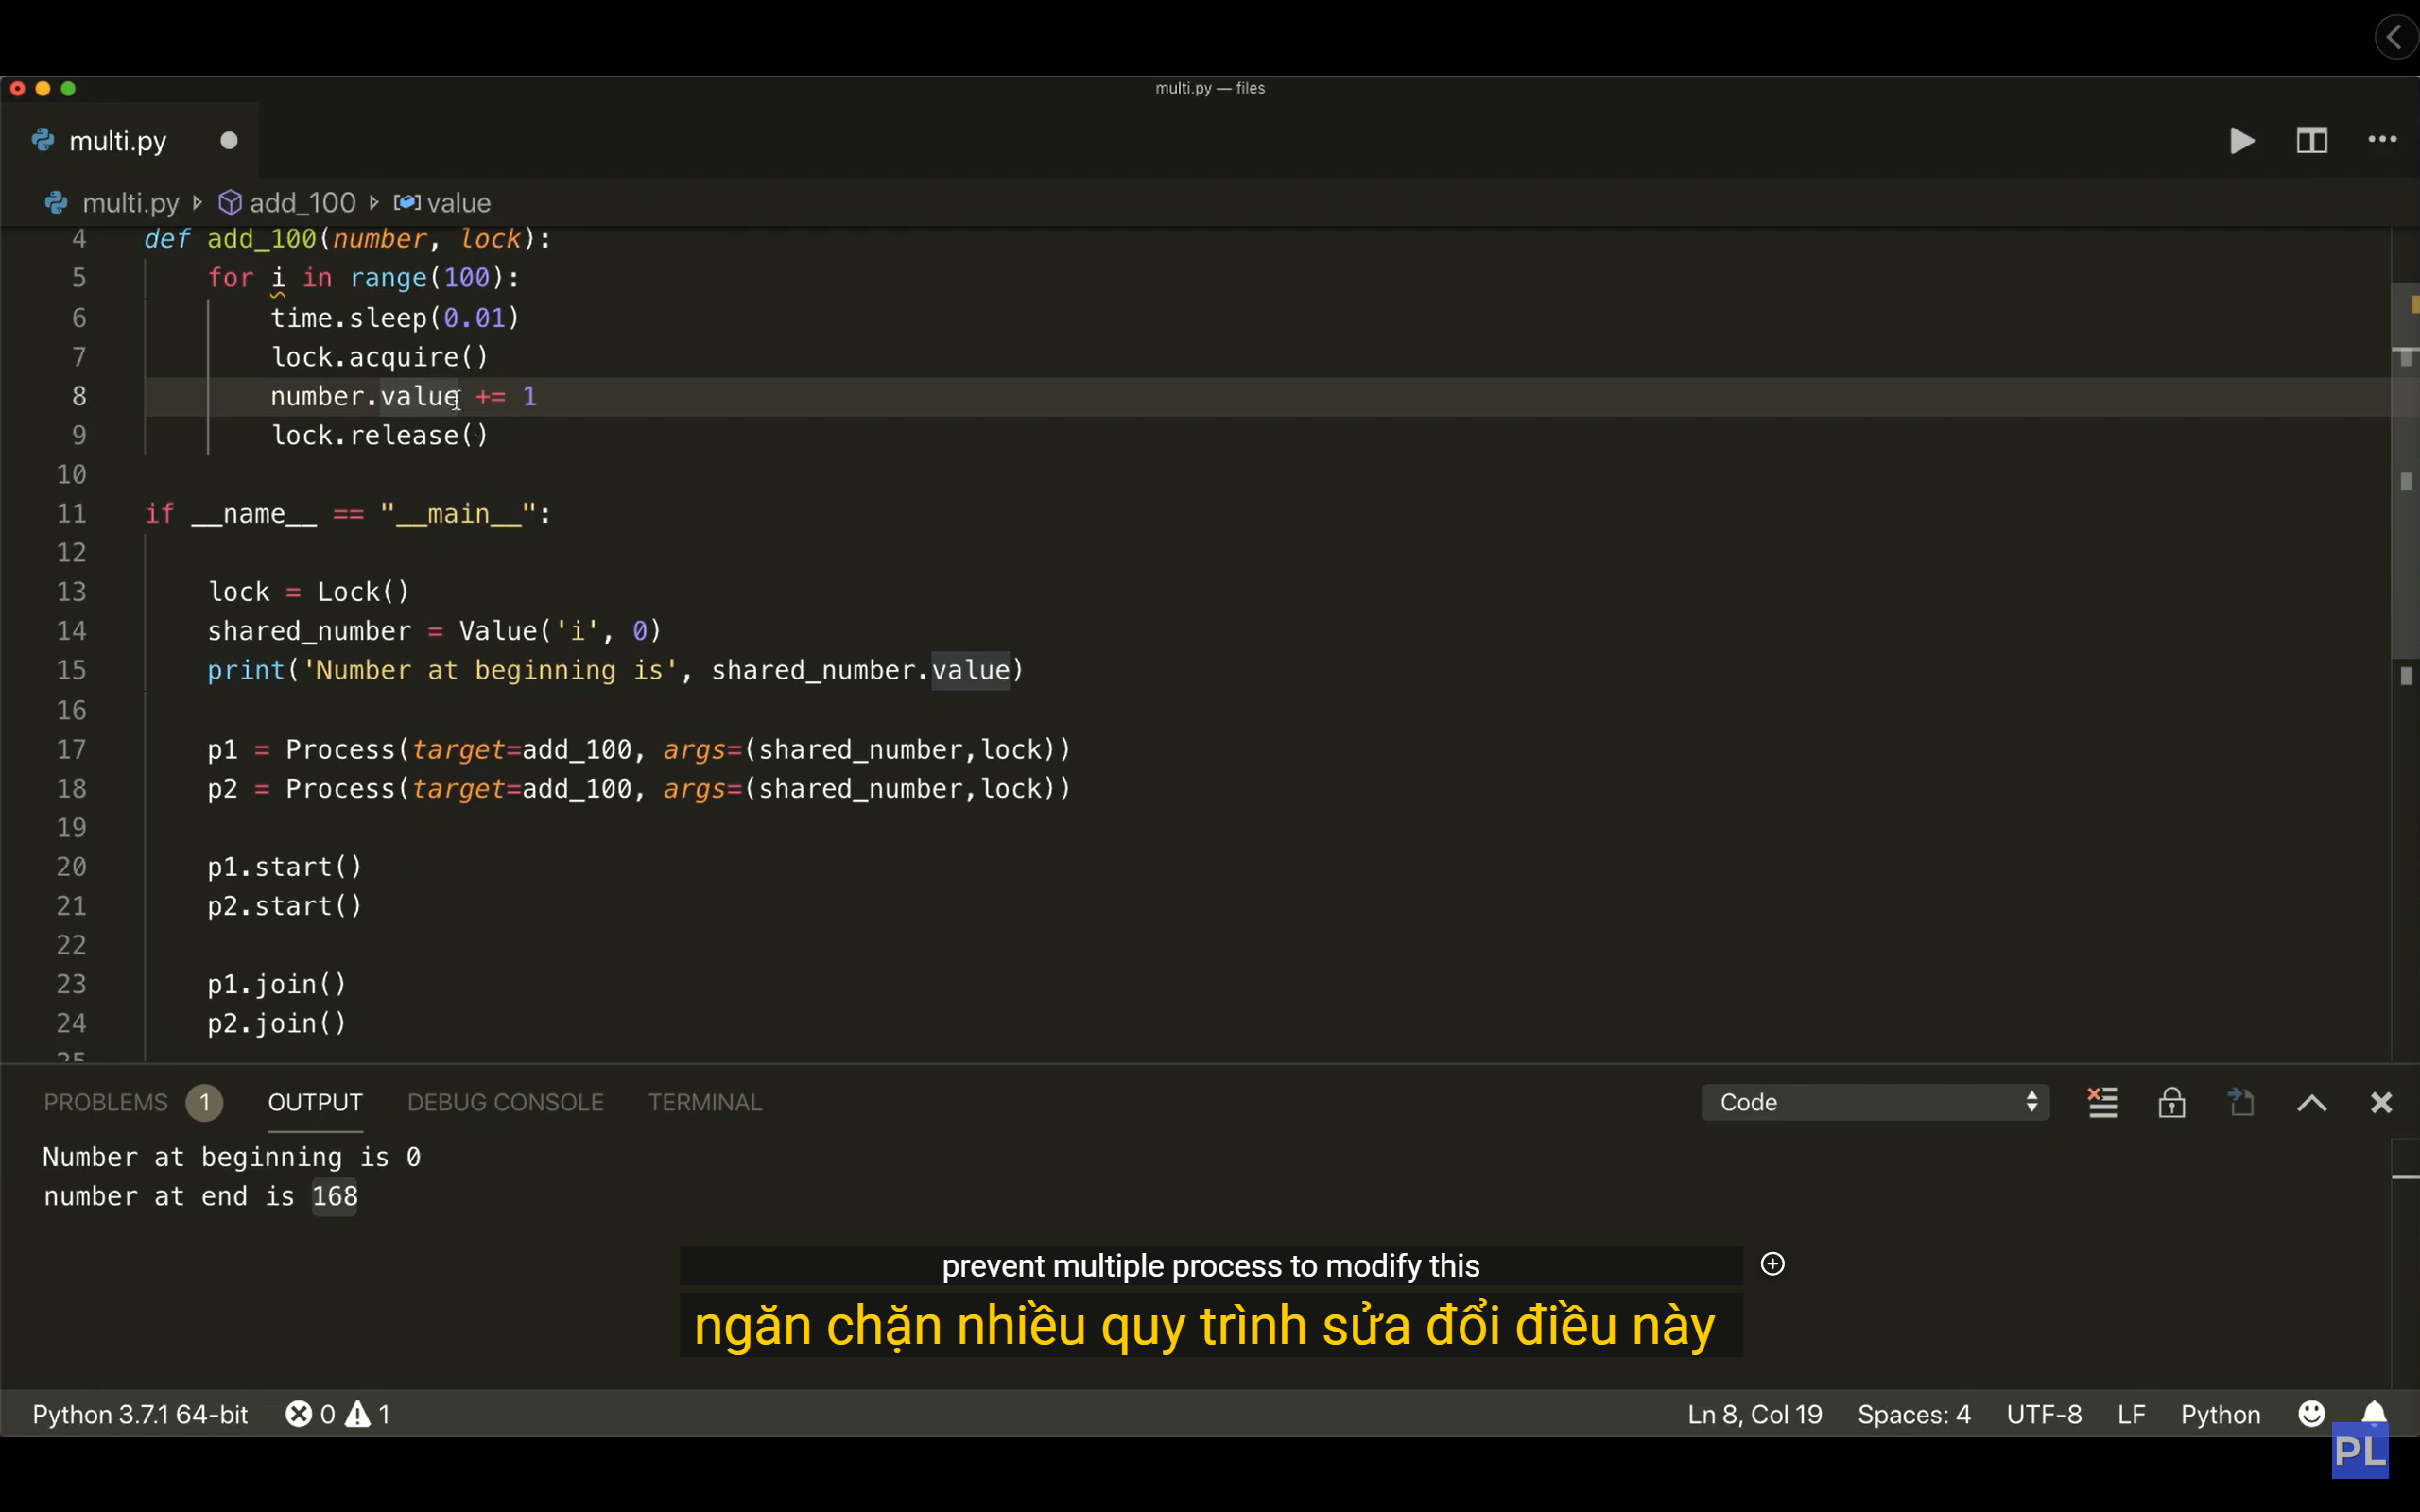 multi.py — files
multi.py
multi.py add_100 value
4 def add_100(number, lock):
5 for i in range(100):
6 time.sleep(0.01)
7 lock.acquire()
8 number.value += 1
9 lock.release()
10
11 if __name__ == "__main__":
12
13 lock = Lock()
14 shared_number = Value('i', 0)
15 print('Number at beginning is', shared_number.value)
16
17 p1 = Process(target=add_100, args=(shared_number,lock))
18 p2 = Process(target=add_100, args=(shared_number,lock))
19
20 p1.start()
21 p2.start()
22
23 p1.join()
24 p2.join()
25
PROBLEMS 1 OUTPUT DEBUG CONSOLE TERMINAL Code
Number at beginning is 0
number at end is 168
prevent multiple process to modify this
ngăn chặn nhiều quy trình sửa đổi điều này
Python 3.7.1 64-bit 0 1 Ln 8, Col 19 Spaces: 4 UTF-8 LF Python
PL